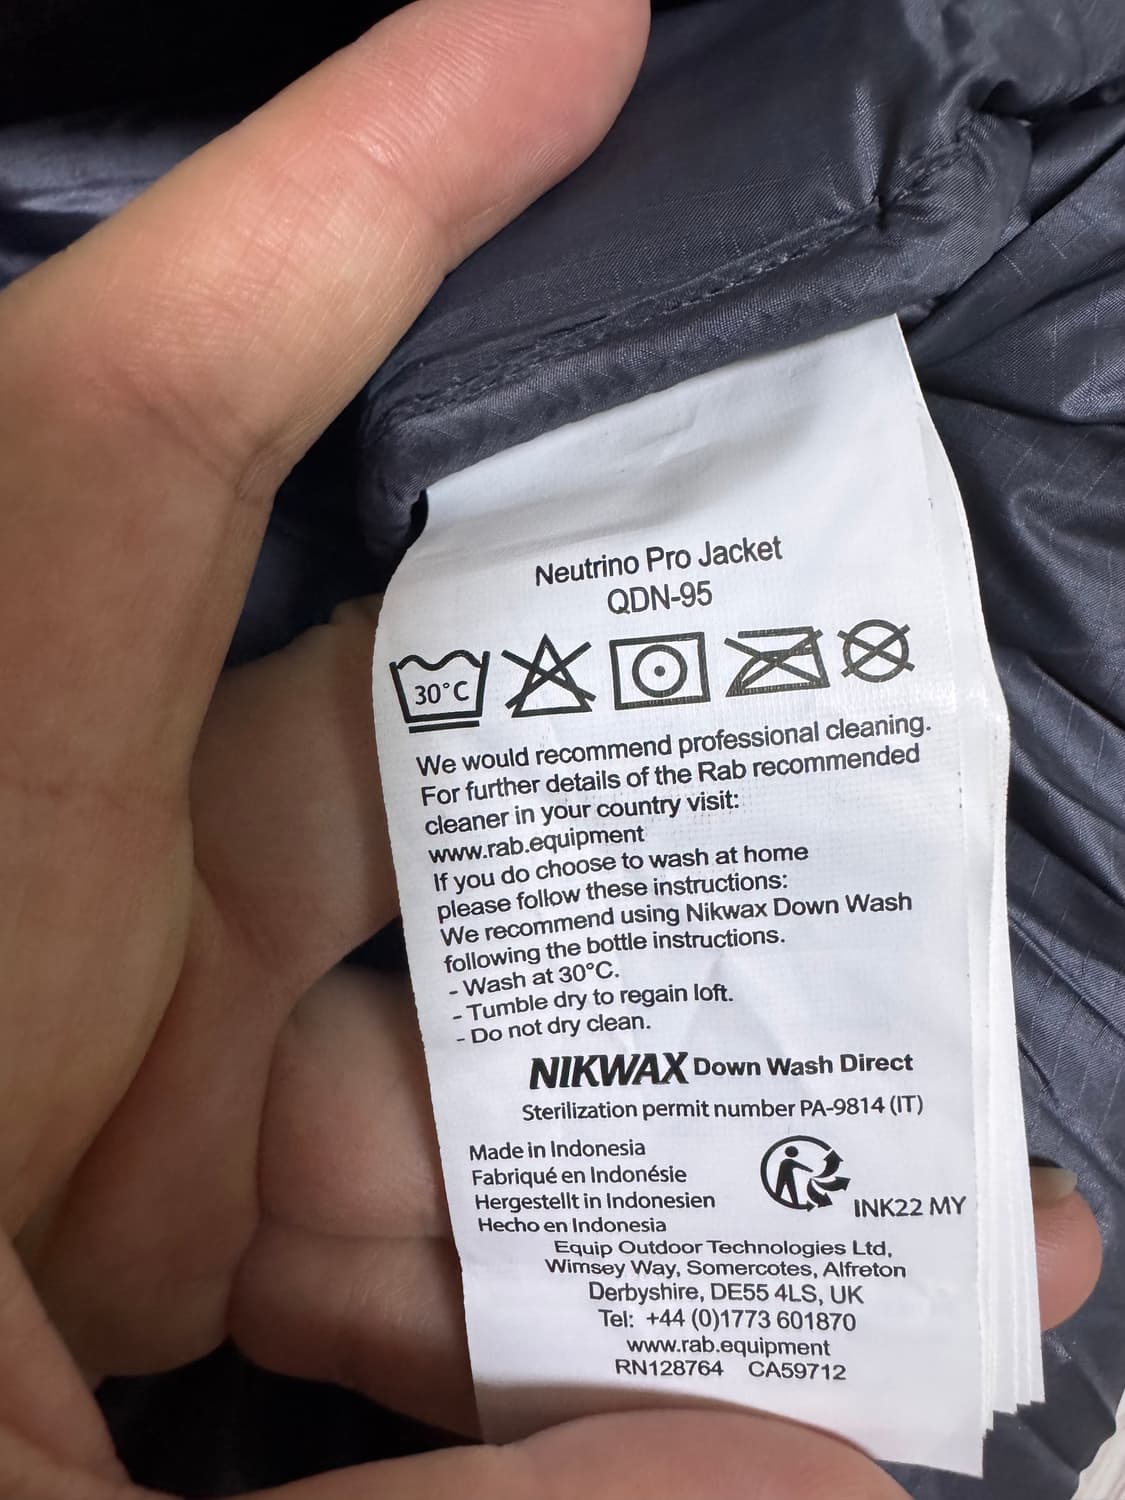 Neutrino Pro Jacket
QDN-95
30°C
We would recommend professional cleaning.
For further details of the Rab recommended
cleaner in your country visit:
www.rab.equipment
If you do choose to wash at home
please follow these instructions:
We recommend using Nikwax Down Wash
following the bottle instructions.
- Wash at 30°C.
- Tumble dry to regain loft.
- Do not dry clean.
NIKWAX Down Wash Direct
Sterilization permit number PA-9814 (IT)
Made in Indonesia
Fabriqué en Indonésie
Hergestellt in Indonesien
Hecho en Indonesia
INK22 MY
Equip Outdoor Technologies Ltd,
Wimsey Way, Somercotes, Alfreton
Derbyshire, DE55 4LS, UK
Tel: +44 (0)1773 601870
www.rab.equipment
RN128764 CA59712